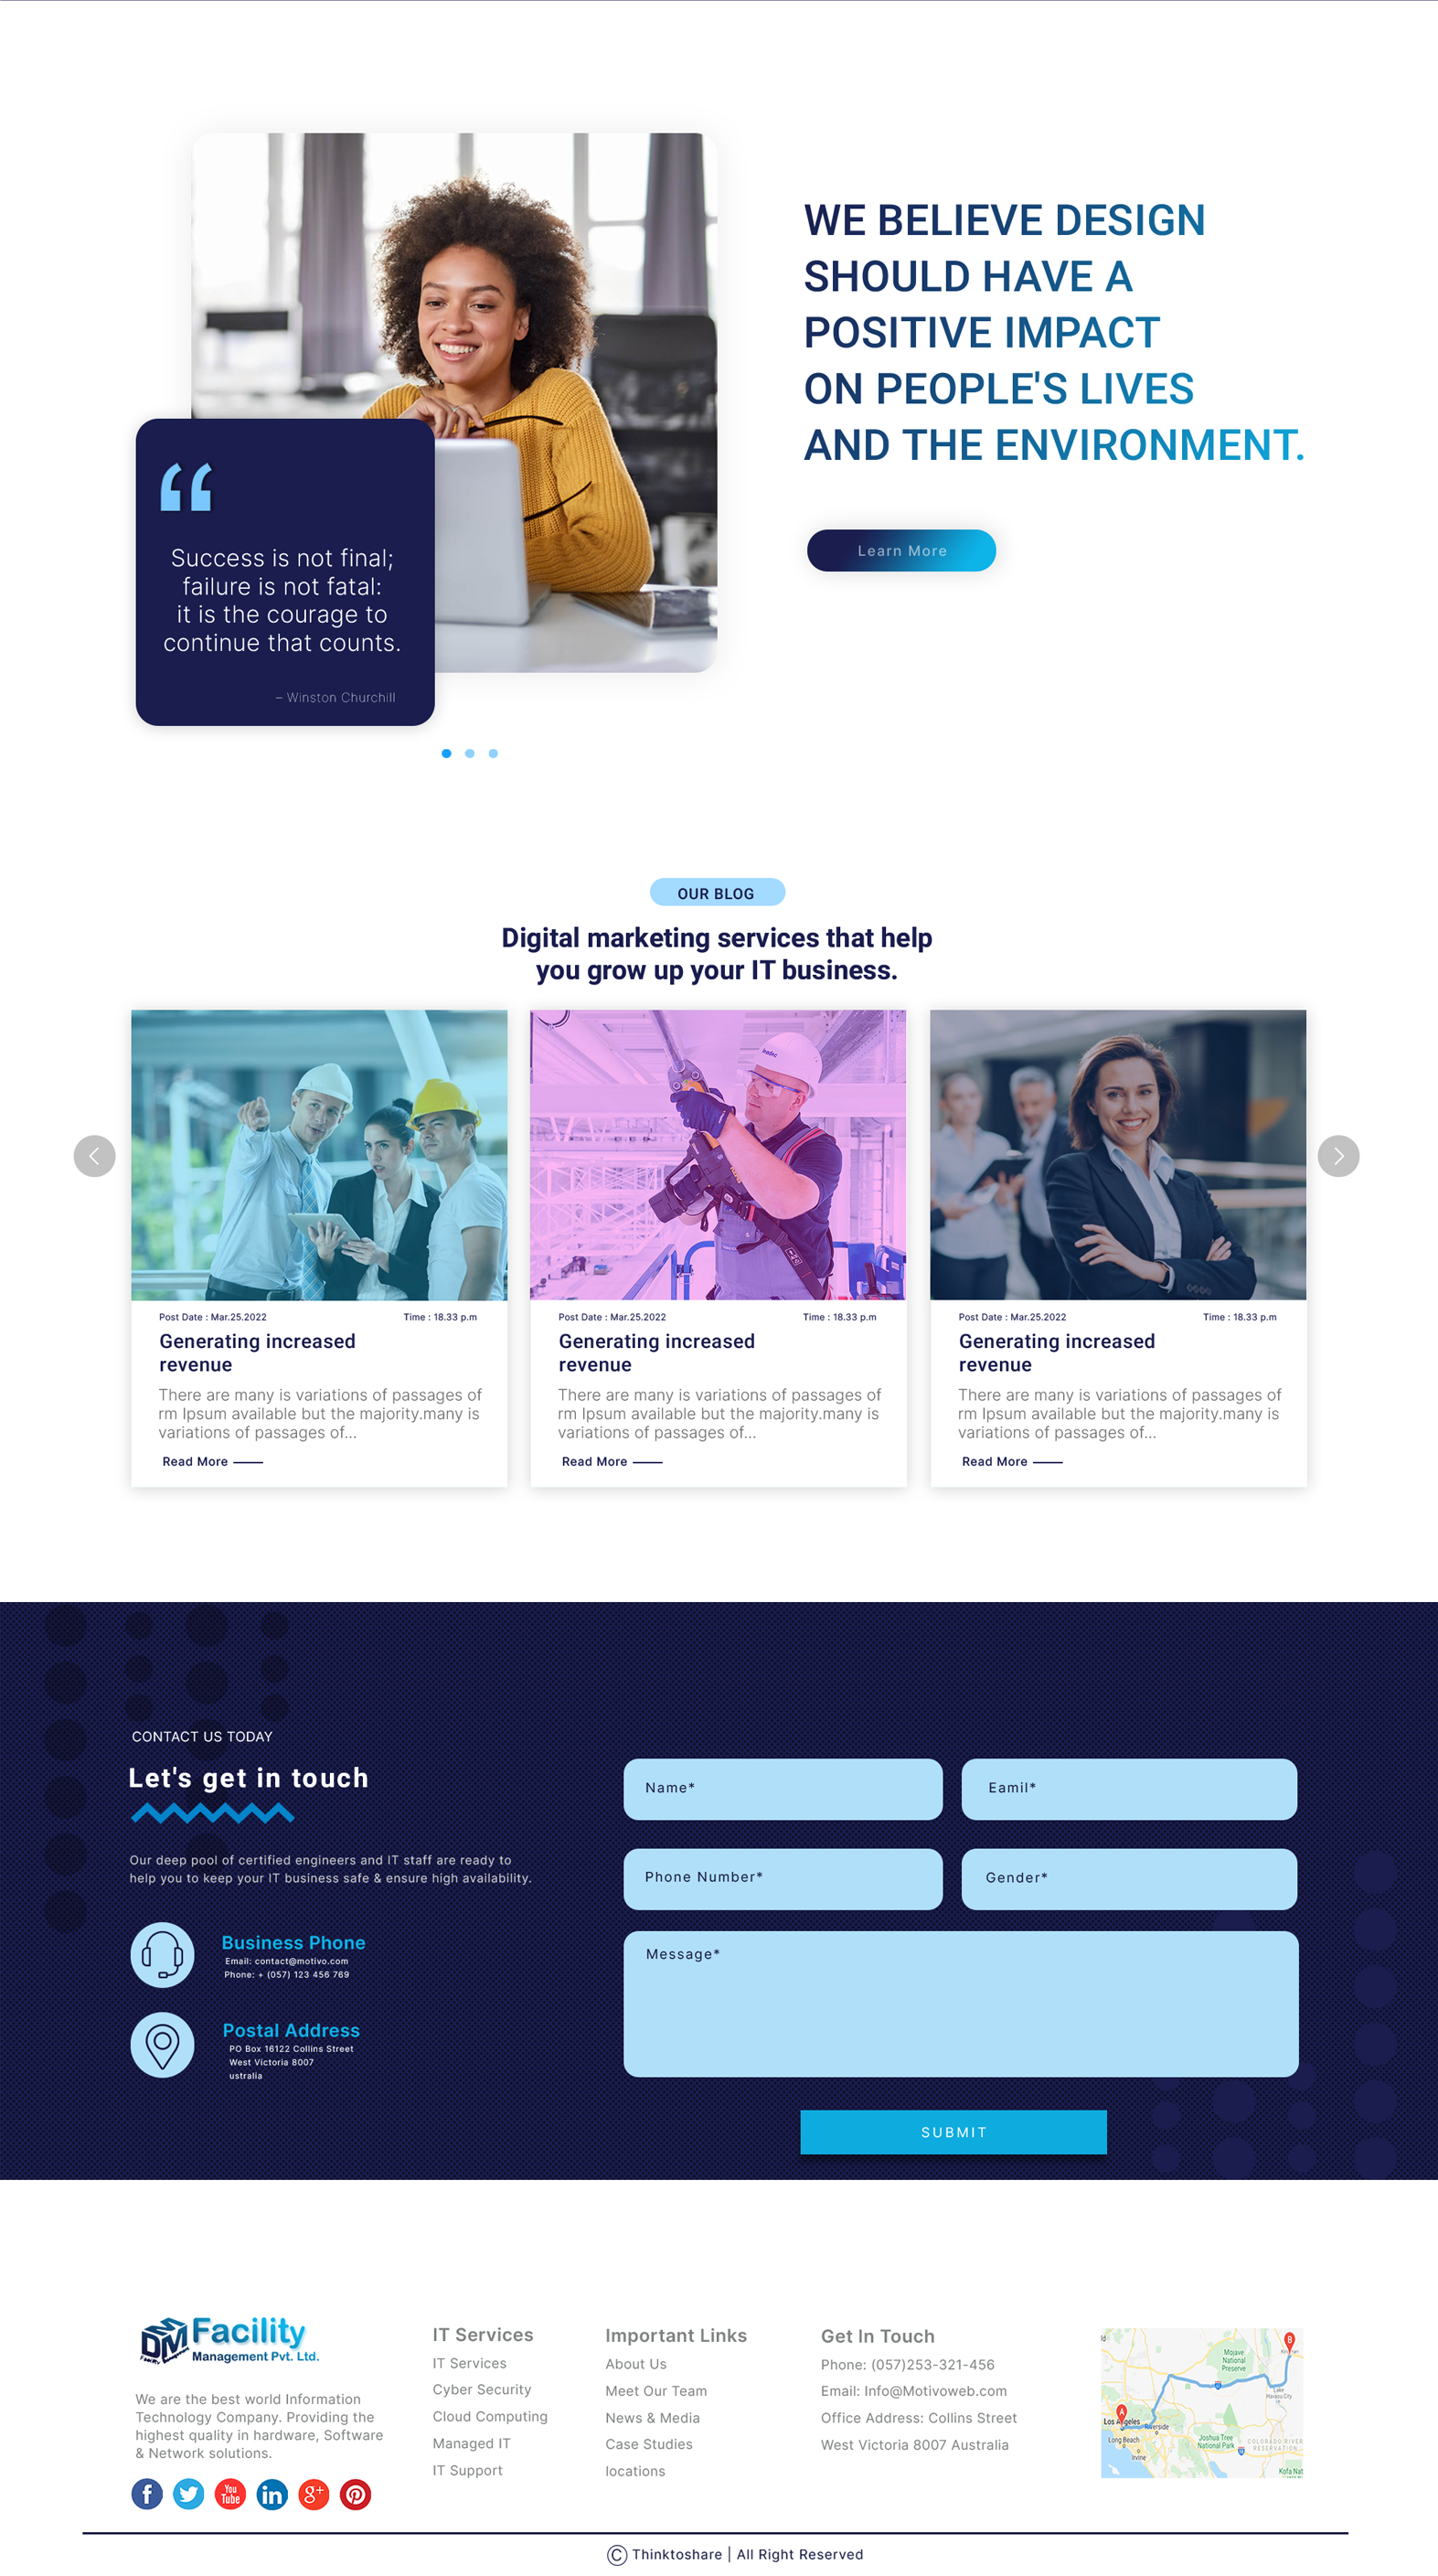 WE BELIEVE DESIGN
SHOULD HAVE A
POSITIVE IMPACT
ON PEOPLE'S LIVES
AND THE ENVIRONMENT.
Learn More
“
Success is not final;
failure is not fatal:
it is the courage to
continue that counts.
– Winston Churchill
OUR BLOG
Digital marketing services that help
you grow up your IT business.
Post Date : Mar.25.2022 Time : 18.33 p.m
Generating increased
revenue
There are many is variations of passages of
rm Ipsum available but the majority.many is
variations of passages of...
Read More
Post Date : Mar.25.2022 Time : 18.33 p.m
Generating increased
revenue
There are many is variations of passages of
rm Ipsum available but the majority.many is
variations of passages of...
Read More
Post Date : Mar.25.2022 Time : 18.33 p.m
Generating increased
revenue
There are many is variations of passages of
rm Ipsum available but the majority.many is
variations of passages of...
Read More
CONTACT US TODAY
Let's get in touch
Our deep pool of certified engineers and IT staff are ready to
help you to keep your IT business safe & ensure high availability.
Business Phone
Email: contact@motivo.com
Phone: + (057) 123 456 769
Postal Address
PO Box 16122 Collins Street
West Victoria 8007
ustralia
Name*
Eamil*
Phone Number*
Gender*
Message*
SUBMIT
DM Facility
Facility
Management Pvt. Ltd.
We are the best world Information
Technology Company. Providing the
highest quality in hardware, Software
& Network solutions.
f
You
Tube
in
g+
IT Services
IT Services
Cyber Security
Cloud Computing
Managed IT
IT Support
Important Links
About Us
Meet Our Team
News & Media
Case Studies
locations
Get In Touch
Phone: (057)253-321-456
Email: Info@Motivoweb.com
Office Address: Collins Street
West Victoria 8007 Australia
B
Mojave
National
Preserve
Lake
Havasu City
A
Los Angeles
Riverside
Long Beach
Irvine
Joshua Tree
National Park
COLORADO RIVER
RESERVATION
Kofa Nat
© Thinktoshare | All Right Reserved